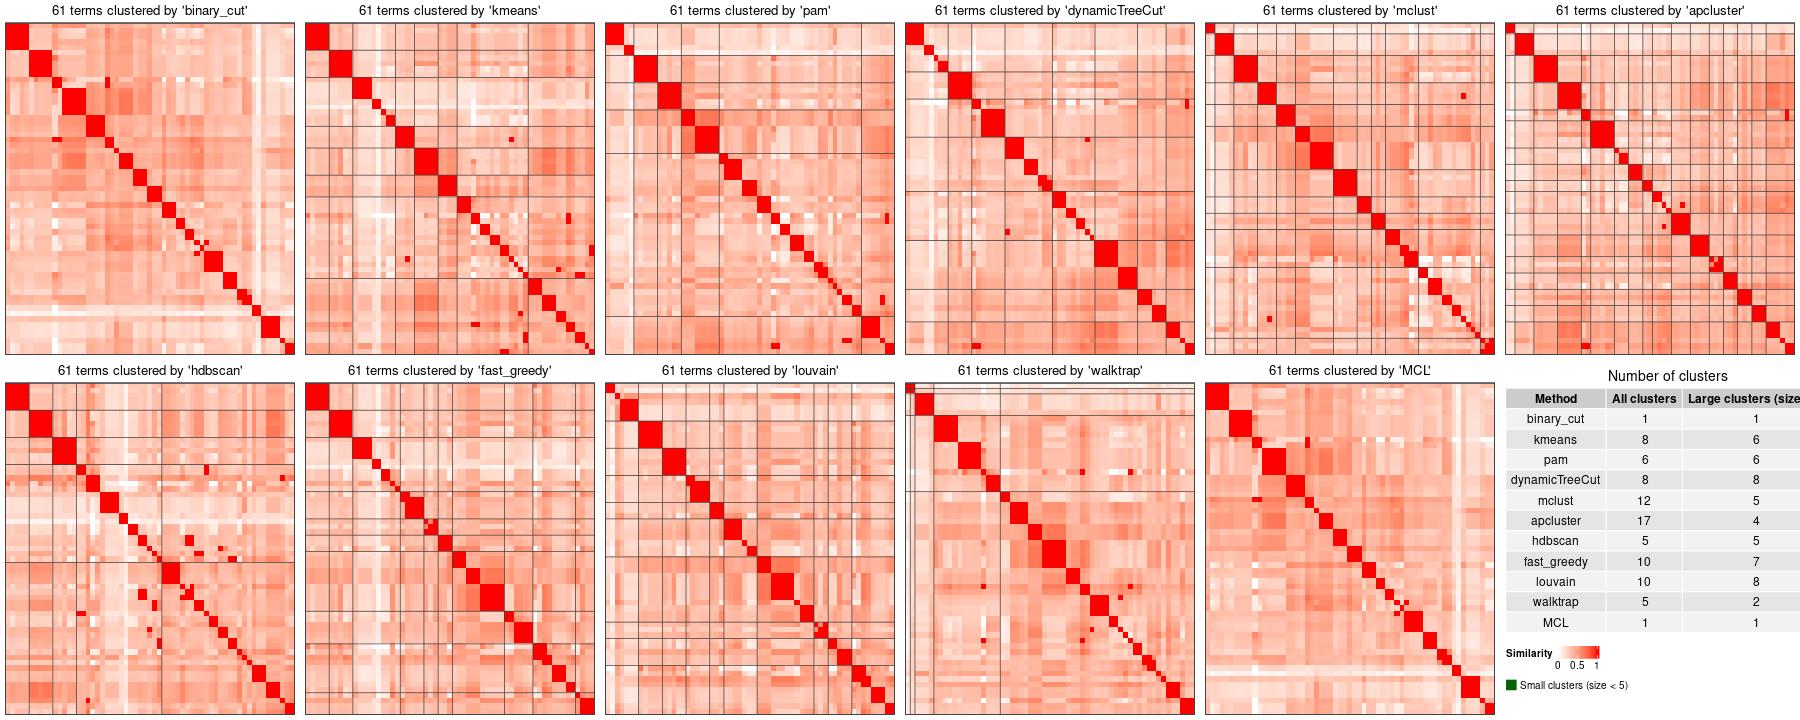 61 terms clustered by 'binary_cut'
61 terms clustered by 'kmeans'
61 terms clustered by 'pam'
61 terms clustered by 'dynamicTreeCut'
61 terms clustered by 'mclust'
61 terms clustered by 'apcluster'
61 terms clustered by 'hdbscan'
61 terms clustered by 'fast_greedy'
61 terms clustered by 'louvain'
61 terms clustered by 'walktrap'
61 terms clustered by 'MCL'
Number of clusters
Method All clusters Large clusters (size
binary_cut 1 1
kmeans 8 6
pam 6 6
dynamicTreeCut 8 8
mclust 12 5
apcluster 17 4
hdbscan 5 5
fast_greedy 10 7
louvain 10 8
walktrap 5 2
MCL 1 1
Similarity
0 0.5 1
Small clusters (size < 5)